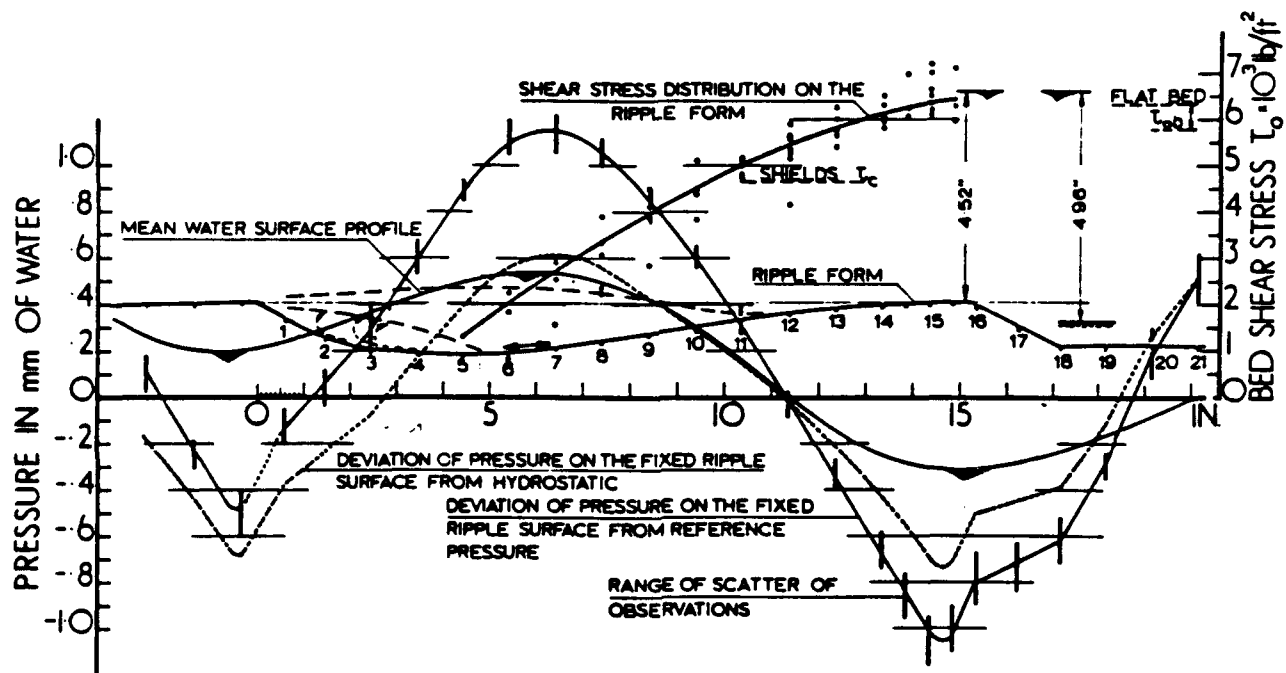 SHEAR STRESS DISTRIBUTION ON THE
RIPPLE FORM
FLAT BED
SHIELDS τc
MEAN WATER SURFACE PROFILE
RIPPLE FORM
4.52"
4.96"
DEVIATION OF PRESSURE ON THE FIXED RIPPLE
SURFACE FROM HYDROSTATIC
DEVIATION OF PRESSURE ON THE FIXED
RIPPLE SURFACE FROM REFERENCE
PRESSURE
RANGE OF SCATTER OF
OBSERVATIONS
PRESSURE IN mm OF WATER
1.0
.8
.6
.4
.2
0
-.2
-.4
-.6
-.8
-1.0
0 5 10 15 IN.
1 2 3 4 5 6 7 8 9 10 11 12 13 14 15 16 17 18 19 20 21
7
6
5
4
3
2
1
0
BED SHEAR STRESS τo × 10³ lb/ft²